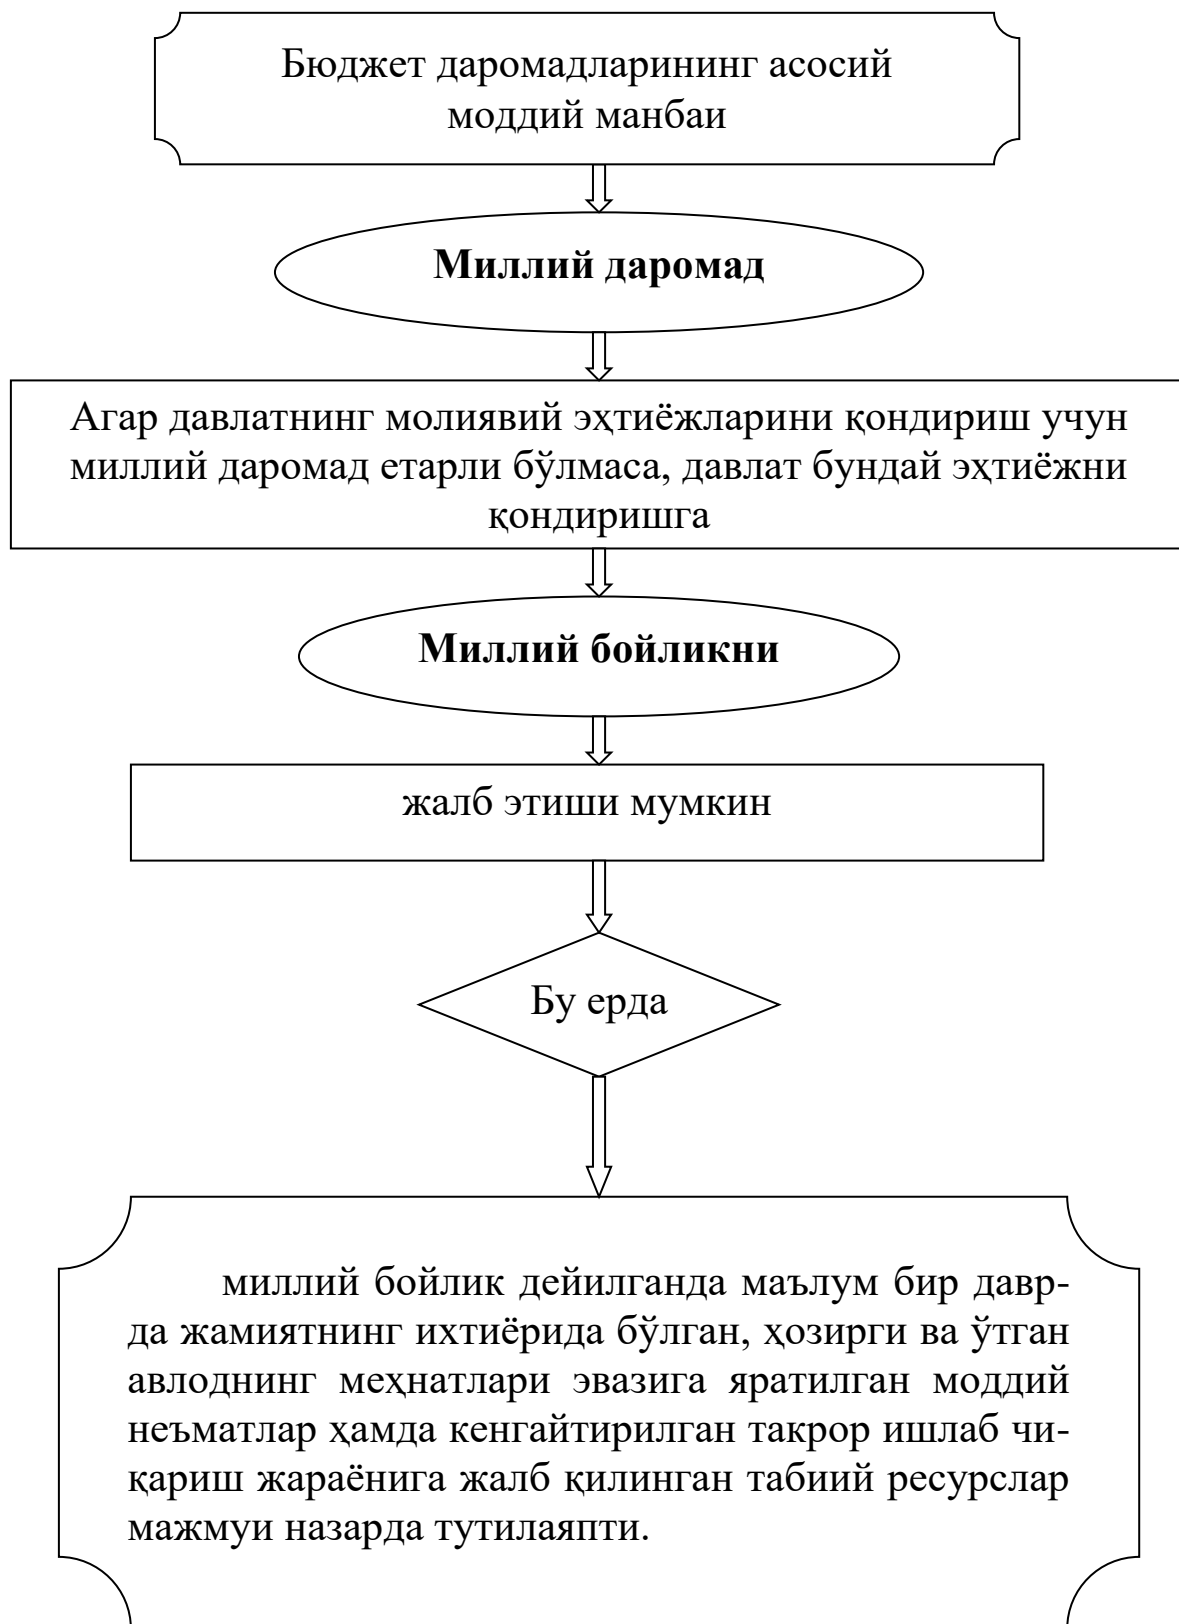 Бюджет даромадларининг асосий
моддий манбаи
Миллий даромад
Агар давлатнинг молиявий эҳтиёжларини қондириш учун
миллий даромад етарли бўлмаса, давлат бундай эҳтиёжни
қондиришга
Миллий бойликни
жалб этиши мумкин
Бу ерда
миллий бойлик дейилганда маълум бир давр-
да жамиятнинг ихтиёрида бўлган, ҳозирги ва ўтган
авлоднинг меҳнатлари эвазига яратилган моддий
неъматлар ҳамда кенгайтирилган такрор ишлаб чи-
қариш жараёнига жалб қилинган табиий ресурслар
мажмуи назарда тутилаяпти.